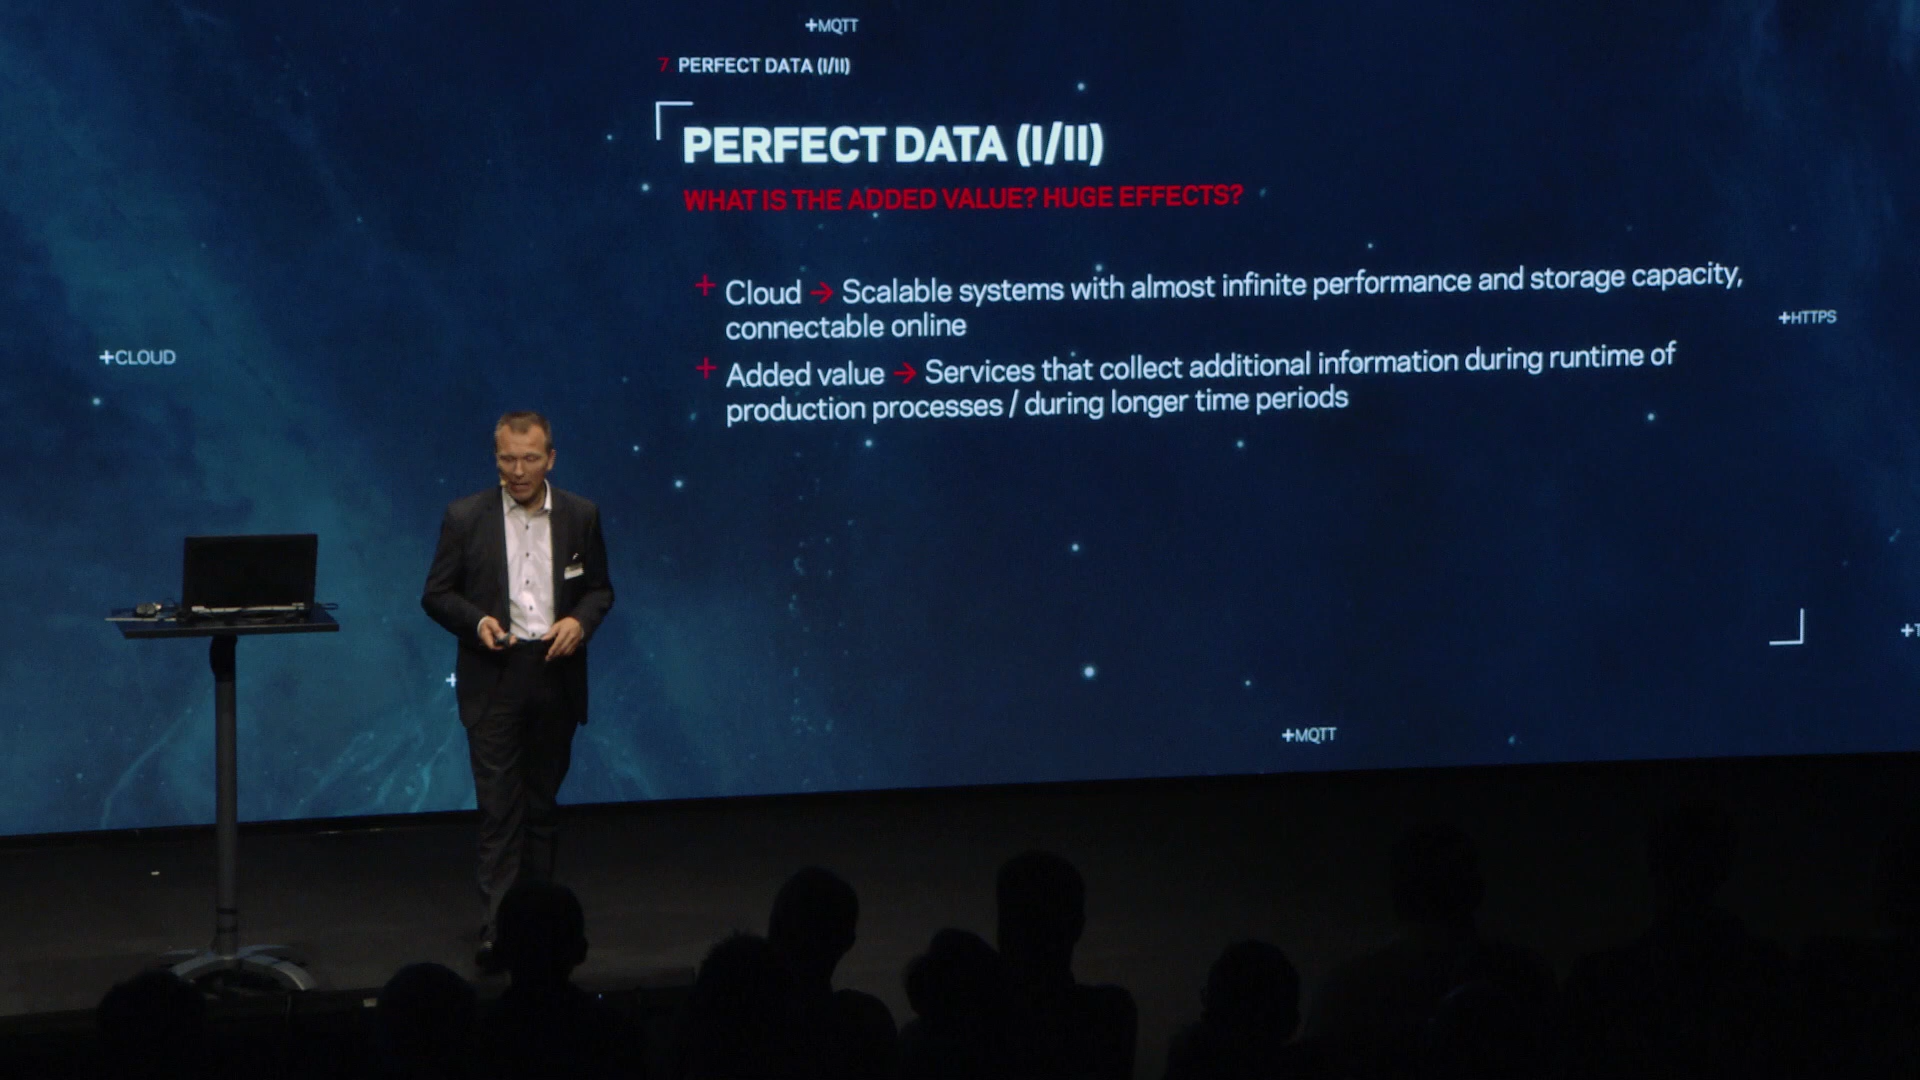 +MQTT
7. PERFECT DATA (I/II)
PERFECT DATA (I/II)
WHAT IS THE ADDED VALUE? HUGE EFFECTS?
+ Cloud → Scalable systems with almost infinite performance and storage capacity,
connectable online
+HTTPS
+CLOUD
+ Added value → Services that collect additional information during runtime of
production processes / during longer time periods
+MQTT